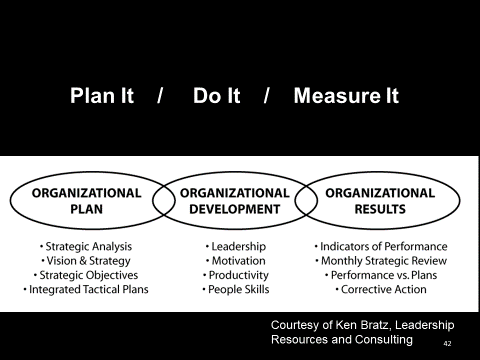 Plan It / Do It / Measure It
ORGANIZATIONAL PLAN
• Strategic Analysis
• Vision & Strategy
• Strategic Objectives
• Integrated Tactical Plans
ORGANIZATIONAL DEVELOPMENT
• Leadership
• Motivation
• Productivity
• People Skills
ORGANIZATIONAL RESULTS
• Indicators of Performance
• Monthly Strategic Review
• Performance vs. Plans
• Corrective Action
Courtesy of Ken Bratz, Leadership
Resources and Consulting
42